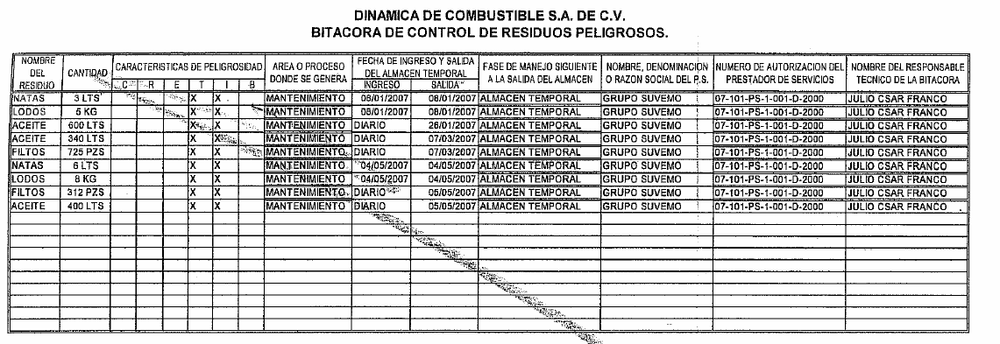 DINAMICA DE COMBUSTIBLE S.A. DE C.V.
BITACORA DE CONTROL DE RESIDUOS PELIGROSOS.
NOMBRE DEL RESIDUO CANTIDAD CARACTERISTICAS DE PELIGROSIDAD AREA O PROCESO DONDE SE GENERA FECHA DE INGRESO Y SALIDA DEL ALMACEN TEMPORAL FASE DE MANEJO SIGUIENTE A LA SALIDA DEL ALMACEN NOMBRE, DENOMINACION O RAZON SOCIAL DEL P.S. NUMERO DE AUTORIZACION DEL PRESTADOR DE SERVICIOS NOMBRE DEL RESPONSABLE TECNICO DE LA BITACORA
C R E T I B INGRESO SALIDA
NATAS 3 LTS X X MANTENIMIENTO 08/01/2007 08/01/2007 ALMACEN TEMPORAL GRUPO SUVEMO 07-101-PS-1-001-D-2000 JULIO CSAR FRANCO
LODOS 5 KG X X MANTENIMIENTO 08/01/2007 08/01/2007 ALMACEN TEMPORAL GRUPO SUVEMO 07-101-PS-1-001-D-2000 JULIO CSAR FRANCO
ACEITE 600 LTS X X MANTENIMIENTO DIARIO 26/01/2007 ALMACEN TEMPORAL GRUPO SUVEMO 07-101-PS-1-001-D-2000 JULIO CSAR FRANCO
ACEITE 340 LTS X X MANTENIMIENTO DIARIO 07/03/2007 ALMACEN TEMPORAL GRUPO SUVEMO 07-101-PS-1-001-D-2000 JULIO CSAR FRANCO
FILTOS 725 PZS X X MANTENIMIENTO DIARIO 07/03/2007 ALMACEN TEMPORAL GRUPO SUVEMO 07-101-PS-1-001-D-2000 JULIO CSAR FRANCO
NATAS 6 LTS X X MANTENIMIENTO 04/05/2007 04/05/2007 ALMACEN TEMPORAL GRUPO SUVEMO 07-101-PS-1-001-D-2000 JULIO CSAR FRANCO
LODOS 8 KG X X MANTENIMIENTO 04/05/2007 04/05/2007 ALMACEN TEMPORAL GRUPO SUVEMO 07-101-PS-1-001-D-2000 JULIO CSAR FRANCO
FILTOS 312 PZS X X MANTENIMIENTO DIARIO 05/05/2007 ALMACEN TEMPORAL GRUPO SUVEMO 07-101-PS-1-001-D-2000 JULIO CSAR FRANCO
ACEITE 400 LTS X X MANTENIMIENTO DIARIO 05/05/2007 ALMACEN TEMPORAL GRUPO SUVEMO 07-101-PS-1-001-D-2000 JULIO CSAR FRANCO